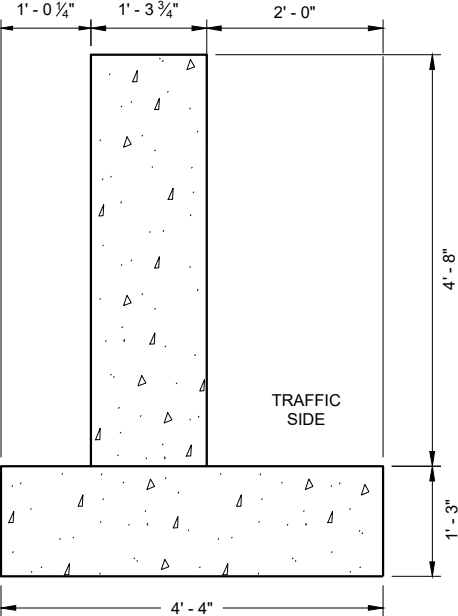 1' - 0 ¼"
1' - 3 ¾"
2' - 0"
4' - 8"
TRAFFIC
SIDE
1' - 3"
4' - 4"